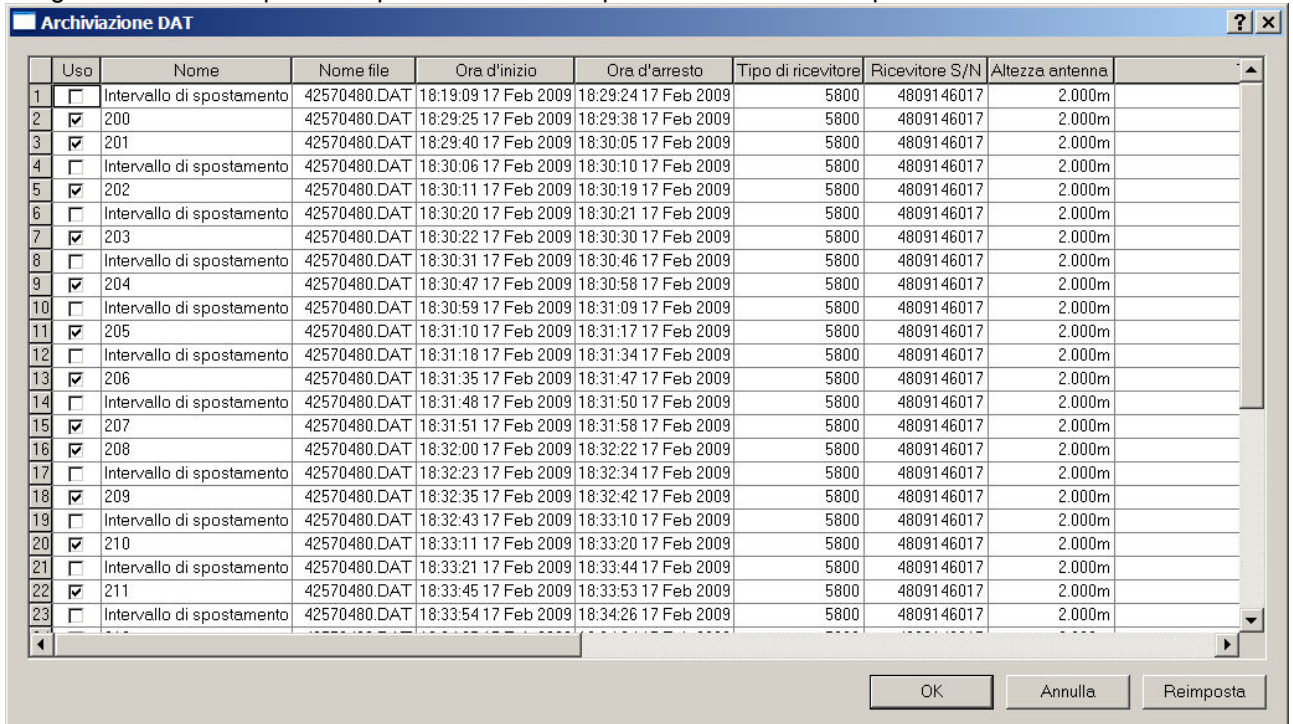 Archiviazione DAT
Uso Nome Nome file Ora d'inizio Ora d'arresto Tipo di ricevitore Ricevitore S/N Altezza antenna
1 Intervallo di spostamento 42570480.DAT 18:19:09 17 Feb 2009 18:29:24 17 Feb 2009 5800 4809146017 2.000m
2 200 42570480.DAT 18:29:25 17 Feb 2009 18:29:38 17 Feb 2009 5800 4809146017 2.000m
3 201 42570480.DAT 18:29:40 17 Feb 2009 18:30:05 17 Feb 2009 5800 4809146017 2.000m
4 Intervallo di spostamento 42570480.DAT 18:30:06 17 Feb 2009 18:30:10 17 Feb 2009 5800 4809146017 2.000m
5 202 42570480.DAT 18:30:11 17 Feb 2009 18:30:19 17 Feb 2009 5800 4809146017 2.000m
6 Intervallo di spostamento 42570480.DAT 18:30:20 17 Feb 2009 18:30:21 17 Feb 2009 5800 4809146017 2.000m
7 203 42570480.DAT 18:30:22 17 Feb 2009 18:30:30 17 Feb 2009 5800 4809146017 2.000m
8 Intervallo di spostamento 42570480.DAT 18:30:31 17 Feb 2009 18:30:46 17 Feb 2009 5800 4809146017 2.000m
9 204 42570480.DAT 18:30:47 17 Feb 2009 18:30:58 17 Feb 2009 5800 4809146017 2.000m
10 Intervallo di spostamento 42570480.DAT 18:30:59 17 Feb 2009 18:31:09 17 Feb 2009 5800 4809146017 2.000m
11 205 42570480.DAT 18:31:10 17 Feb 2009 18:31:17 17 Feb 2009 5800 4809146017 2.000m
12 Intervallo di spostamento 42570480.DAT 18:31:18 17 Feb 2009 18:31:34 17 Feb 2009 5800 4809146017 2.000m
13 206 42570480.DAT 18:31:35 17 Feb 2009 18:31:47 17 Feb 2009 5800 4809146017 2.000m
14 Intervallo di spostamento 42570480.DAT 18:31:48 17 Feb 2009 18:31:50 17 Feb 2009 5800 4809146017 2.000m
15 207 42570480.DAT 18:31:51 17 Feb 2009 18:31:58 17 Feb 2009 5800 4809146017 2.000m
16 208 42570480.DAT 18:32:00 17 Feb 2009 18:32:22 17 Feb 2009 5800 4809146017 2.000m
17 Intervallo di spostamento 42570480.DAT 18:32:23 17 Feb 2009 18:32:34 17 Feb 2009 5800 4809146017 2.000m
18 209 42570480.DAT 18:32:35 17 Feb 2009 18:32:42 17 Feb 2009 5800 4809146017 2.000m
19 Intervallo di spostamento 42570480.DAT 18:32:43 17 Feb 2009 18:33:10 17 Feb 2009 5800 4809146017 2.000m
20 210 42570480.DAT 18:33:11 17 Feb 2009 18:33:20 17 Feb 2009 5800 4809146017 2.000m
21 Intervallo di spostamento 42570480.DAT 18:33:21 17 Feb 2009 18:33:44 17 Feb 2009 5800 4809146017 2.000m
22 211 42570480.DAT 18:33:45 17 Feb 2009 18:33:53 17 Feb 2009 5800 4809146017 2.000m
23 Intervallo di spostamento 42570480.DAT 18:33:54 17 Feb 2009 18:34:26 17 Feb 2009 5800 4809146017 2.000m
OK Annulla Reimposta